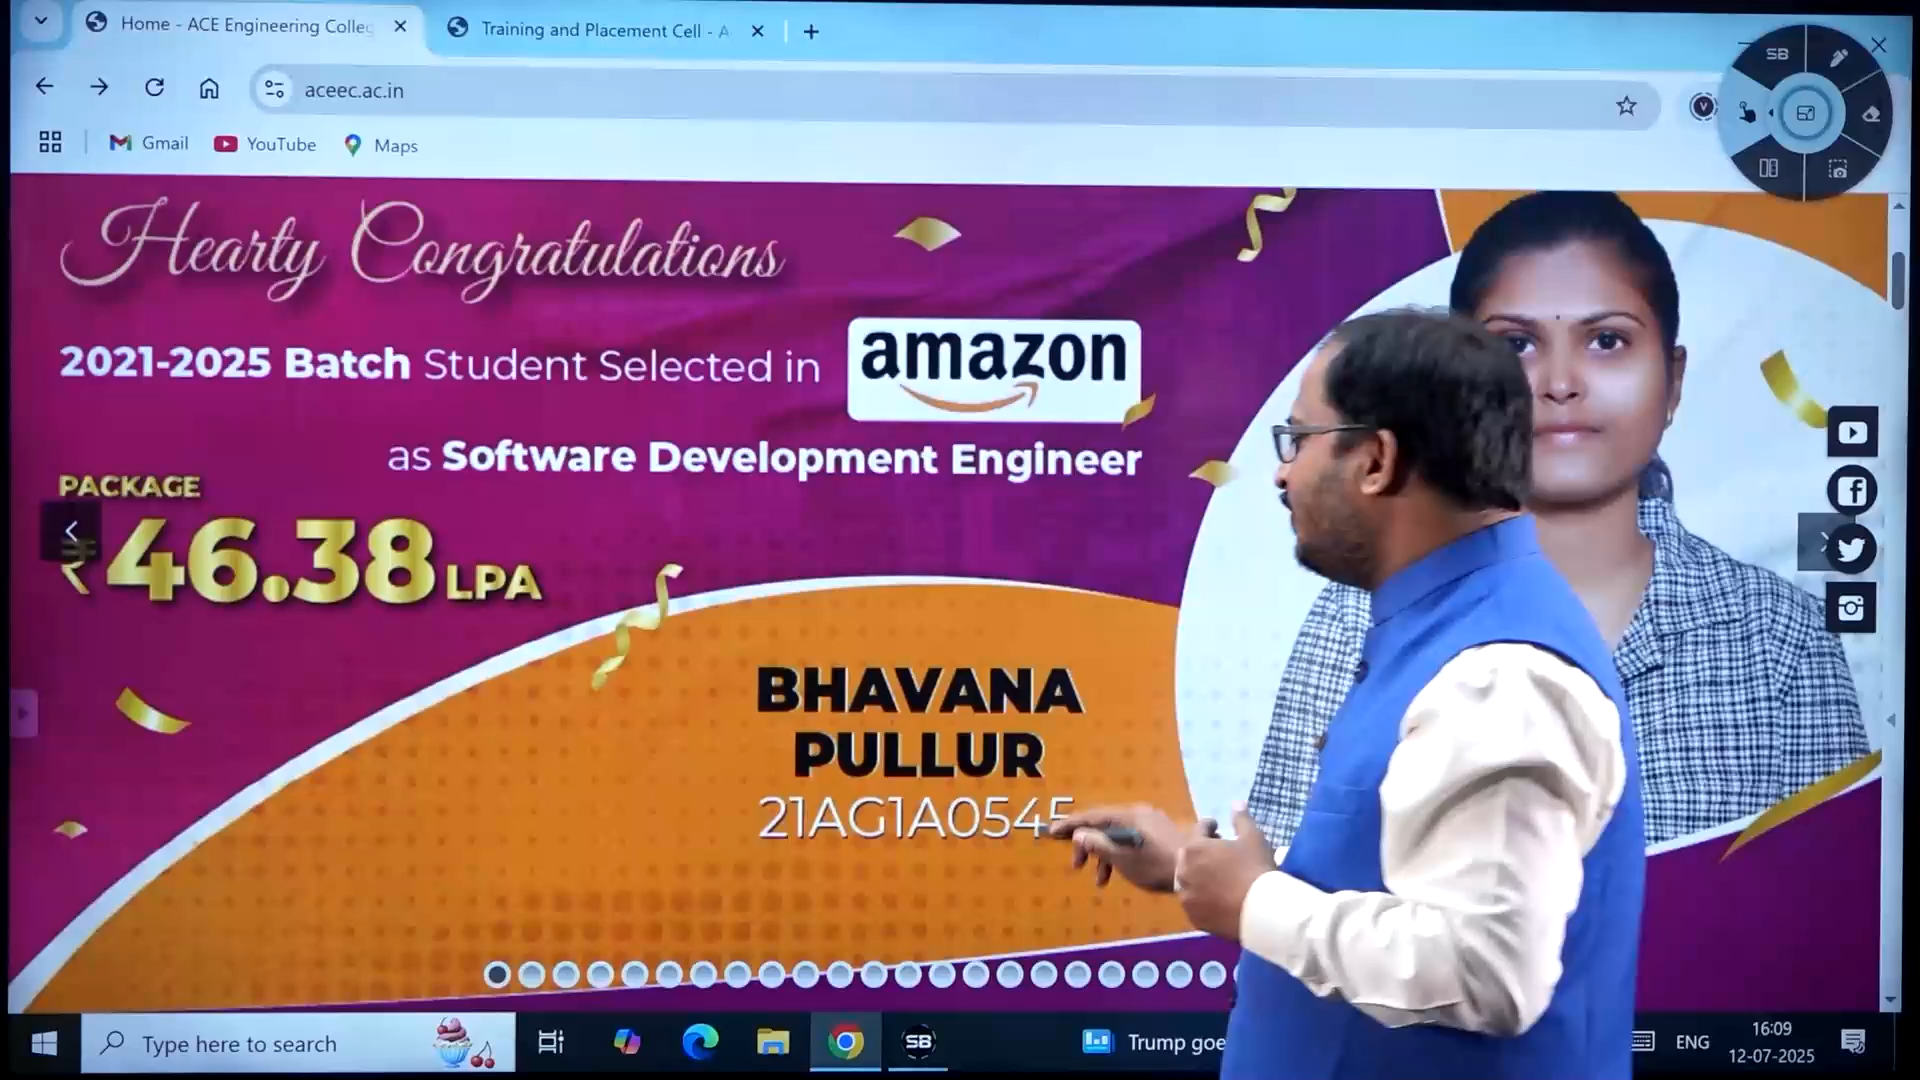 Home - ACE Engineering Colleg
Training and Placement Cell - A
aceec.ac.in
Gmail
YouTube
Maps
SB
V
Hearty Congratulations
2021-2025 Batch Student Selected in amazon
as Software Development Engineer
PACKAGE
₹46.38 LPA
BHAVANA
PULLUR
21AG1A0545
Type here to search
SB
Trump goe
ENG
16:09
12-07-2025